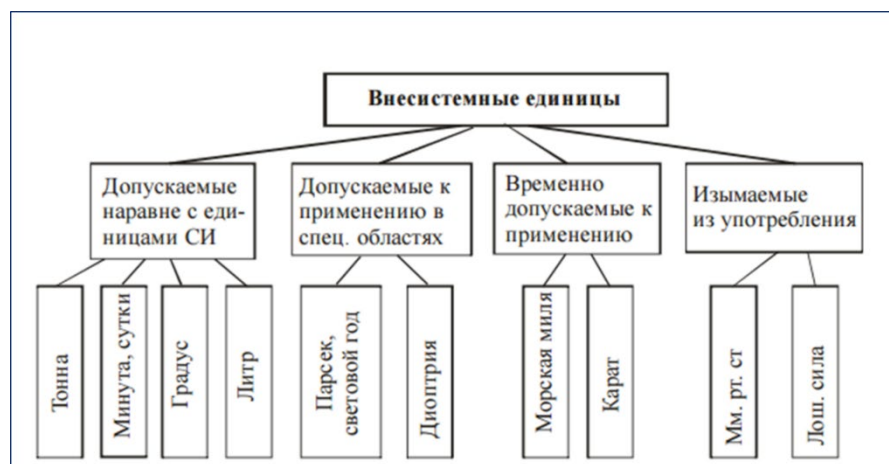 Внесистемные единицы
Допускаемые
наравне с еди-
ницами СИ
Допускаемые к
применению в
спец. областях
Временно
допускаемые к
применению
Изымаемые
из употребления
Тонна
Минута, сутки
Градус
Литр
Парсек,
световой год
Диоптрия
Морская миля
Карат
Мм. рт. ст
Лош. сила